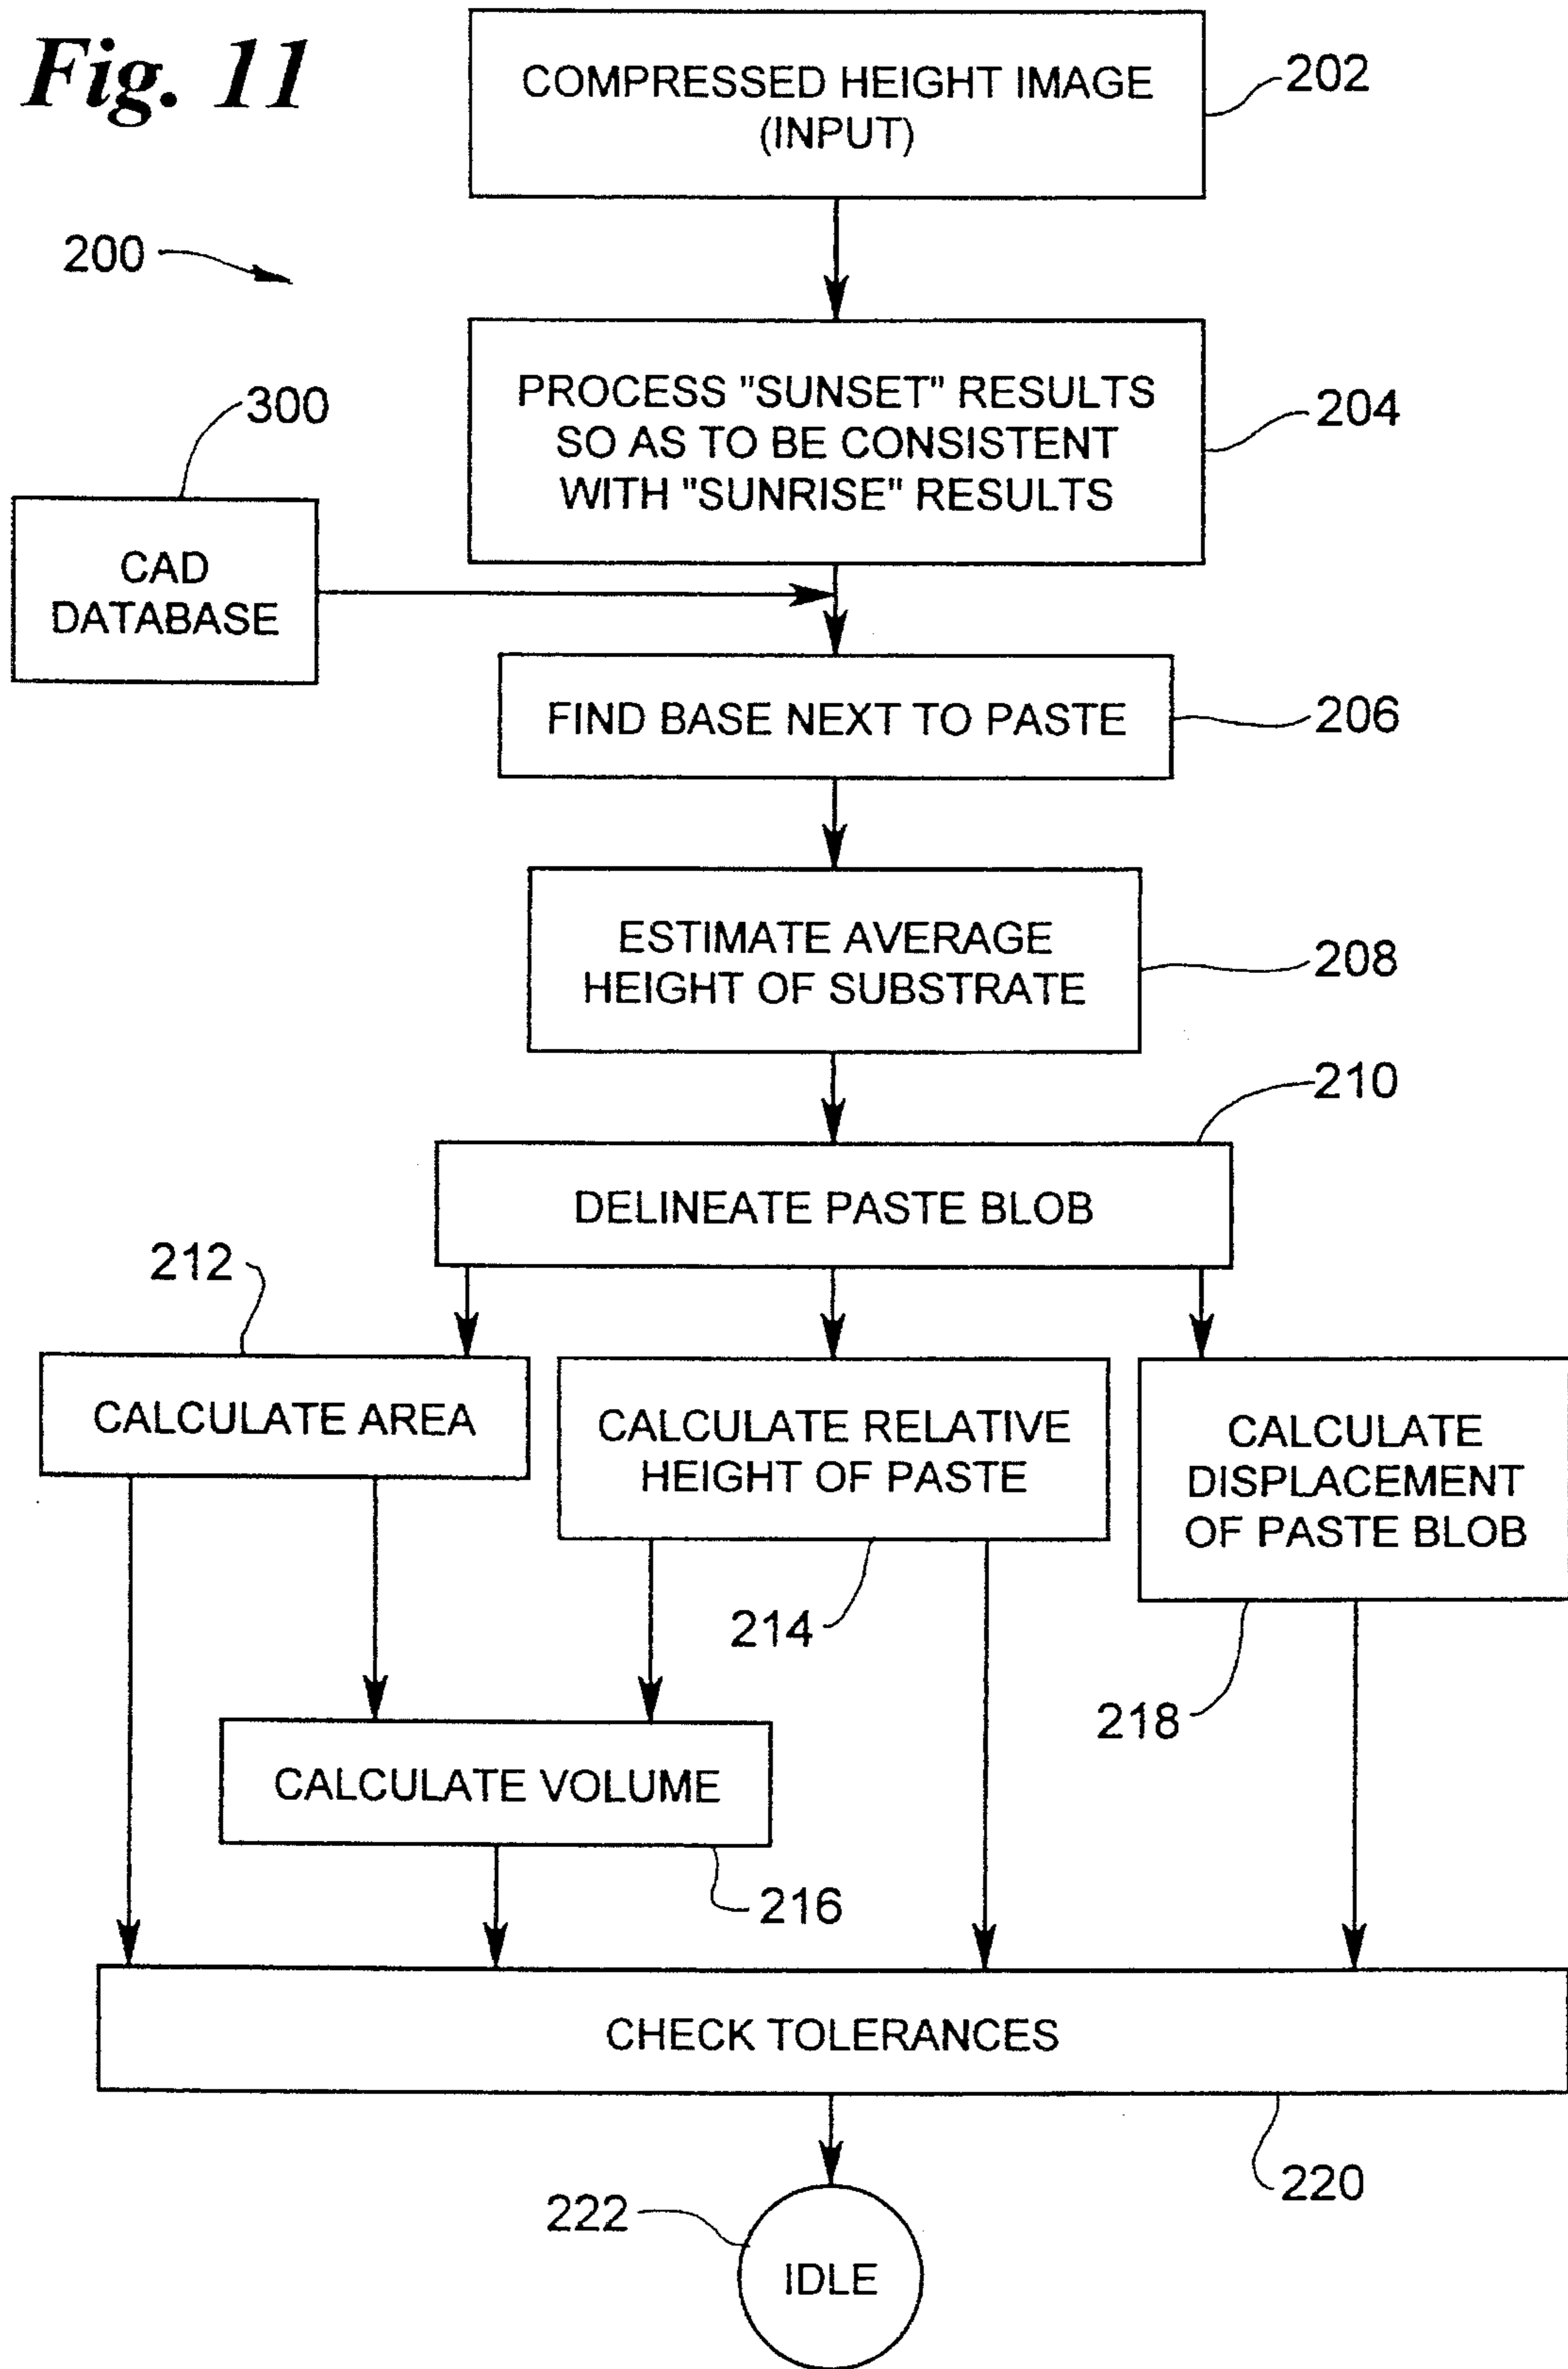 Fig. 11
COMPRESSED HEIGHT IMAGE
(INPUT)
202
200
PROCESS "SUNSET" RESULTS
SO AS TO BE CONSISTENT
WITH "SUNRISE" RESULTS
204
300
CAD
DATABASE
FIND BASE NEXT TO PASTE
206
ESTIMATE AVERAGE
HEIGHT OF SUBSTRATE
208
210
DELINEATE PASTE BLOB
212
CALCULATE AREA
CALCULATE RELATIVE
HEIGHT OF PASTE
214
CALCULATE
DISPLACEMENT
OF PASTE BLOB
218
CALCULATE VOLUME
216
CHECK TOLERANCES
220
222
IDLE